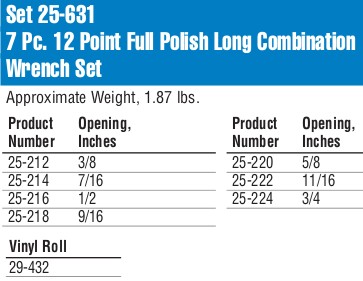 Set 25-631
7 Pc. 12 Point Full Polish Long Combination
Wrench Set
Approximate Weight, 1.87 lbs.
Product Opening,
Number Inches
25-212 3/8
25-214 7/16
25-216 1/2
25-218 9/16
Product Opening,
Number Inches
25-220 5/8
25-222 11/16
25-224 3/4
Vinyl Roll
29-432